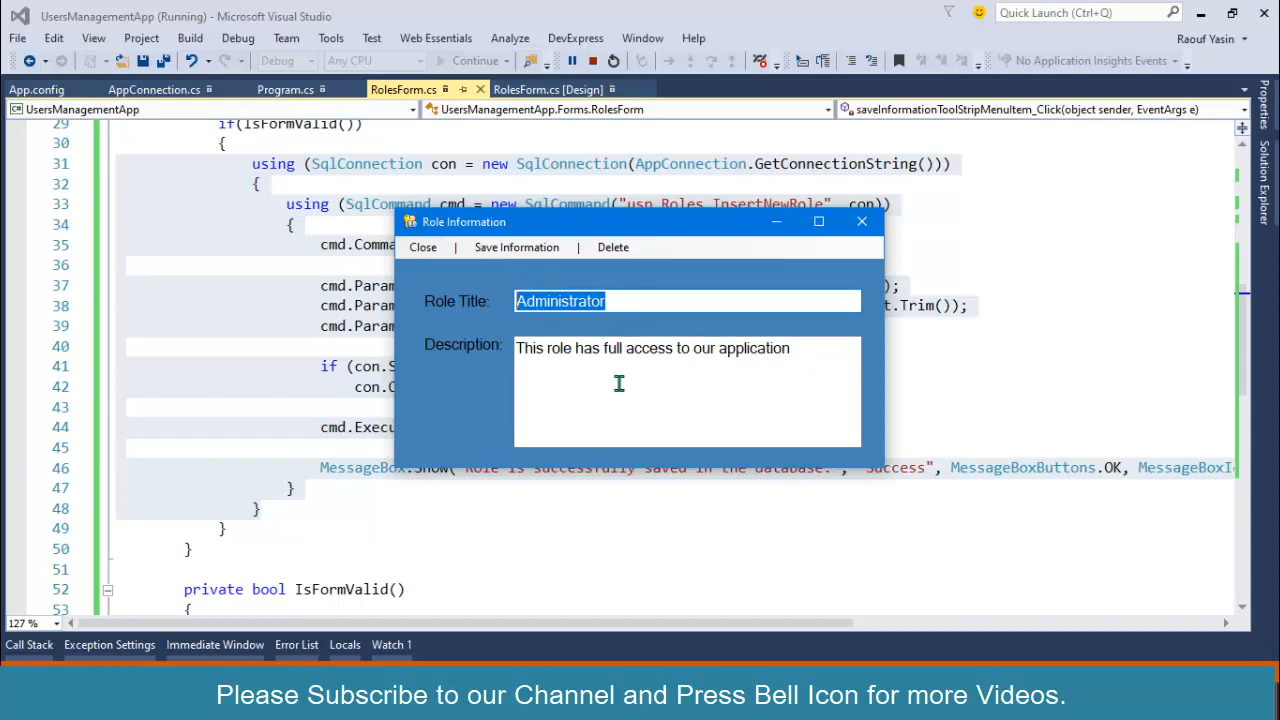 UsersManagementApp (Running) - Microsoft Visual Studio
Quick Launch (Ctrl+Q)
File Edit View Project Build Debug Team Tools Test Web Essentials Analyze DevExpress Window Help
Raouf Yasin
Debug Any CPU Continue No Application Insights Events
App.config AppConnection.cs Program.cs RolesForm.cs RolesForm.cs [Design]
UsersManagementApp UsersManagementApp.Forms.RolesForm saveInformationToolStripMenuItem_Click(object sender, EventArgs e)
Properties
Solution Explorer
29 if(IsFormValid())
30 {
31 using (SqlConnection con = new SqlConnection(AppConnection.GetConnectionString()))
32 {
33 using (SqlCommand cmd = new SqlCommand("usp_Roles_InsertNewRole", con))
34 {
35 cmd.Comma
36
37 cmd.Param );
38 cmd.Param t.Trim());
39 cmd.Para
40
41 if (con.S
42 con.O
43
44 cmd.Execu
45
46 MessageBox.Show("Role is successfully saved in the database.", "Success", MessageBoxButtons.OK, MessageBoxIc
47 }
48 }
49 }
50 }
51
52 private bool IsFormValid()
53 {
Role Information
Close | Save Information | Delete
Role Title: Administrator
Description: This role has full access to our application
127 %
Call Stack Exception Settings Immediate Window Error List Locals Watch 1
Please Subscribe to our Channel and Press Bell Icon for more Videos.